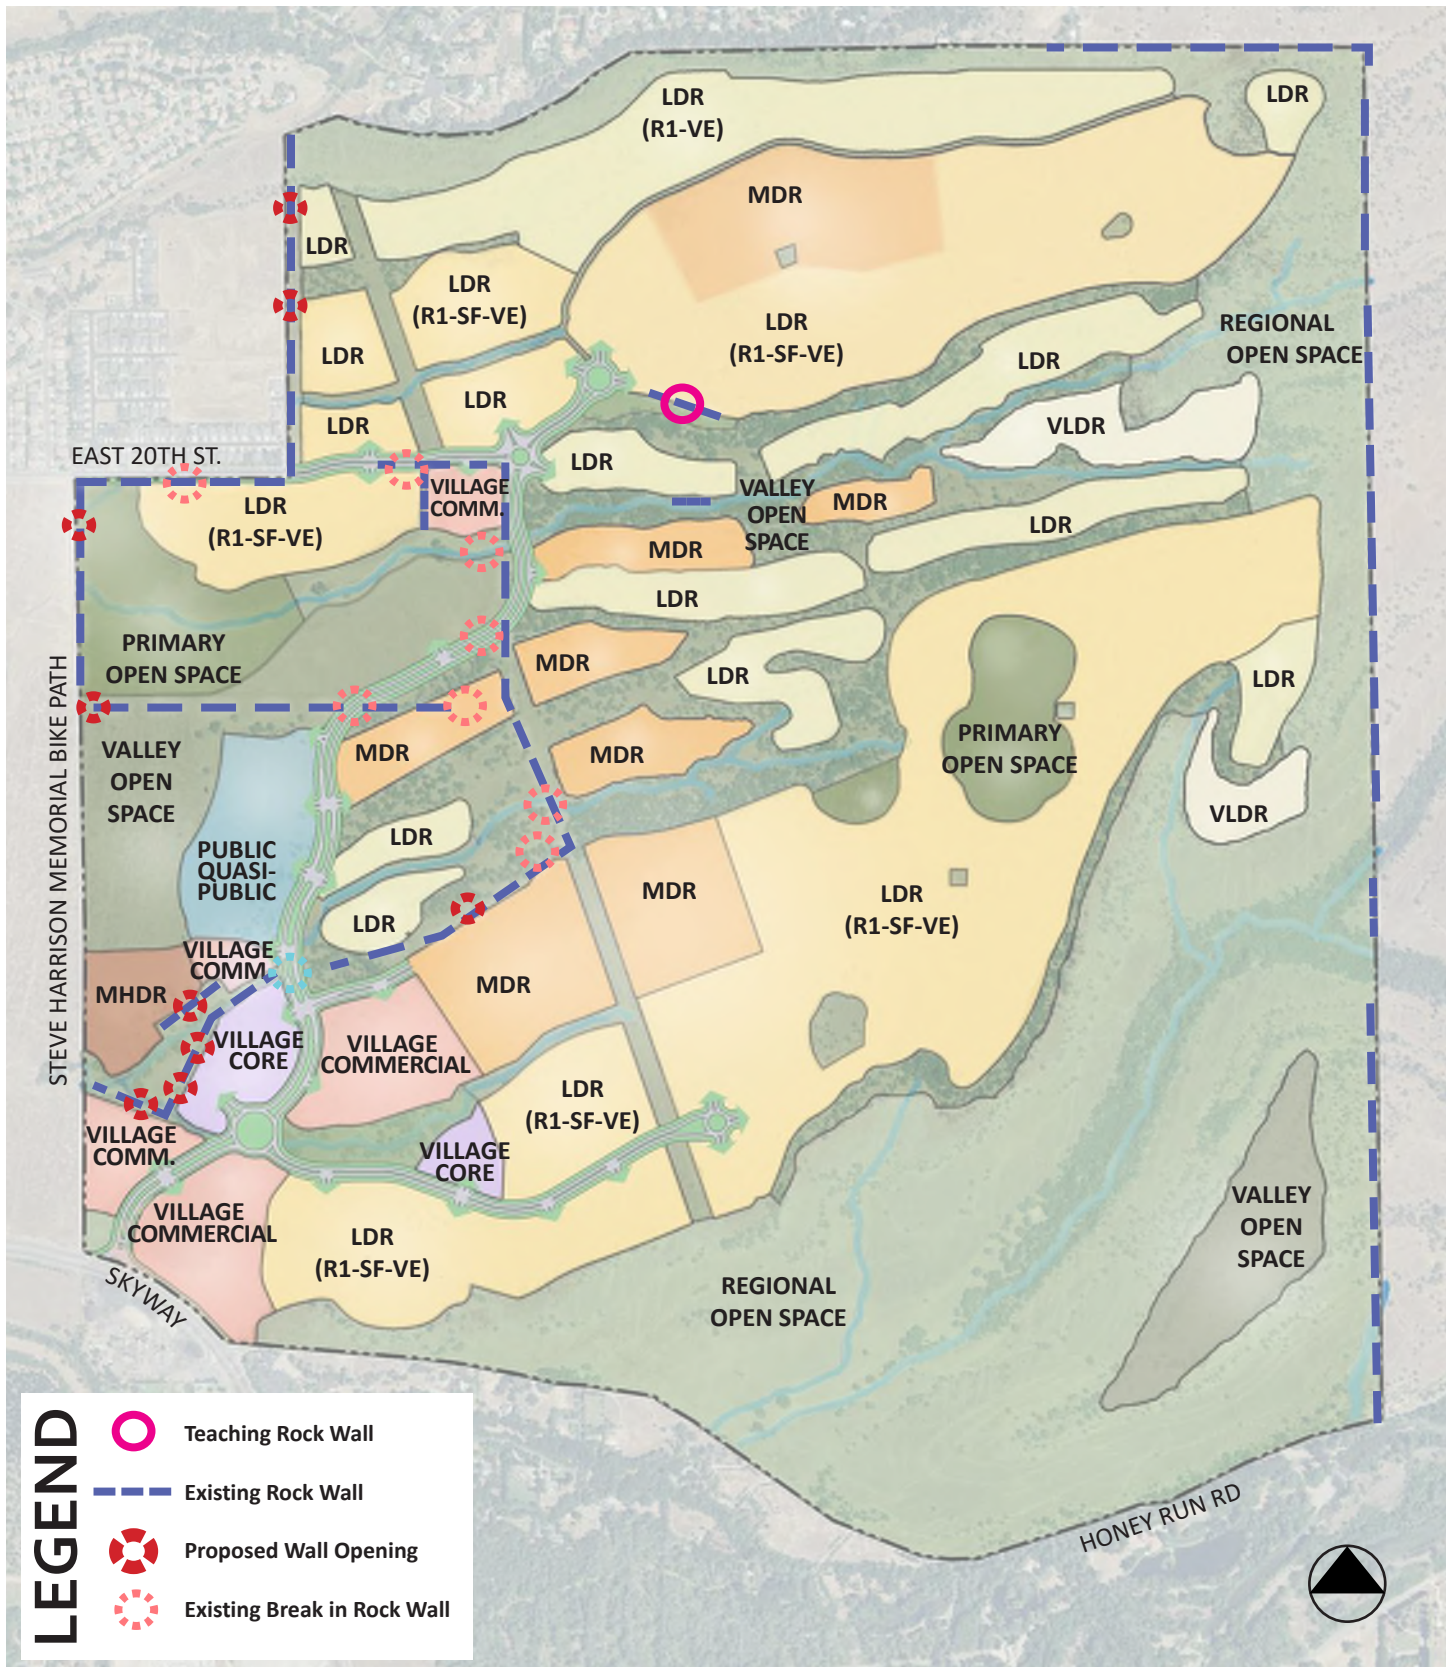 LDR
(R1-VE)
LDR
MDR
LDR
LDR
(R1-SF-VE)
LDR
(R1-SF-VE)
REGIONAL
OPEN SPACE
LDR
LDR
LDR
LDR
VLDR
EAST 20TH ST.
LDR
VILLAGE
COMM.
VALLEY
OPEN
SPACE
MDR
LDR
(R1-SF-VE)
LDR
MDR
LDR
PRIMARY
OPEN SPACE
MDR
LDR
LDR
STEVE HARRISON MEMORIAL BIKE PATH
VALLEY
OPEN
SPACE
MDR
MDR
PRIMARY
OPEN SPACE
VLDR
LDR
PUBLIC
QUASI-
PUBLIC
MDR
LDR
(R1-SF-VE)
LDR
VILLAGE
COMM.
MHDR
MDR
VILLAGE
CORE
VILLAGE
COMMERCIAL
LDR
(R1-SF-VE)
VILLAGE
COMM.
VILLAGE
CORE
VILLAGE
COMMERCIAL
VALLEY
OPEN
SPACE
LDR
(R1-SF-VE)
SKYWAY
REGIONAL
OPEN SPACE
HONEY RUN RD
LEGEND
Teaching Rock Wall
Existing Rock Wall
Proposed Wall Opening
Existing Break in Rock Wall